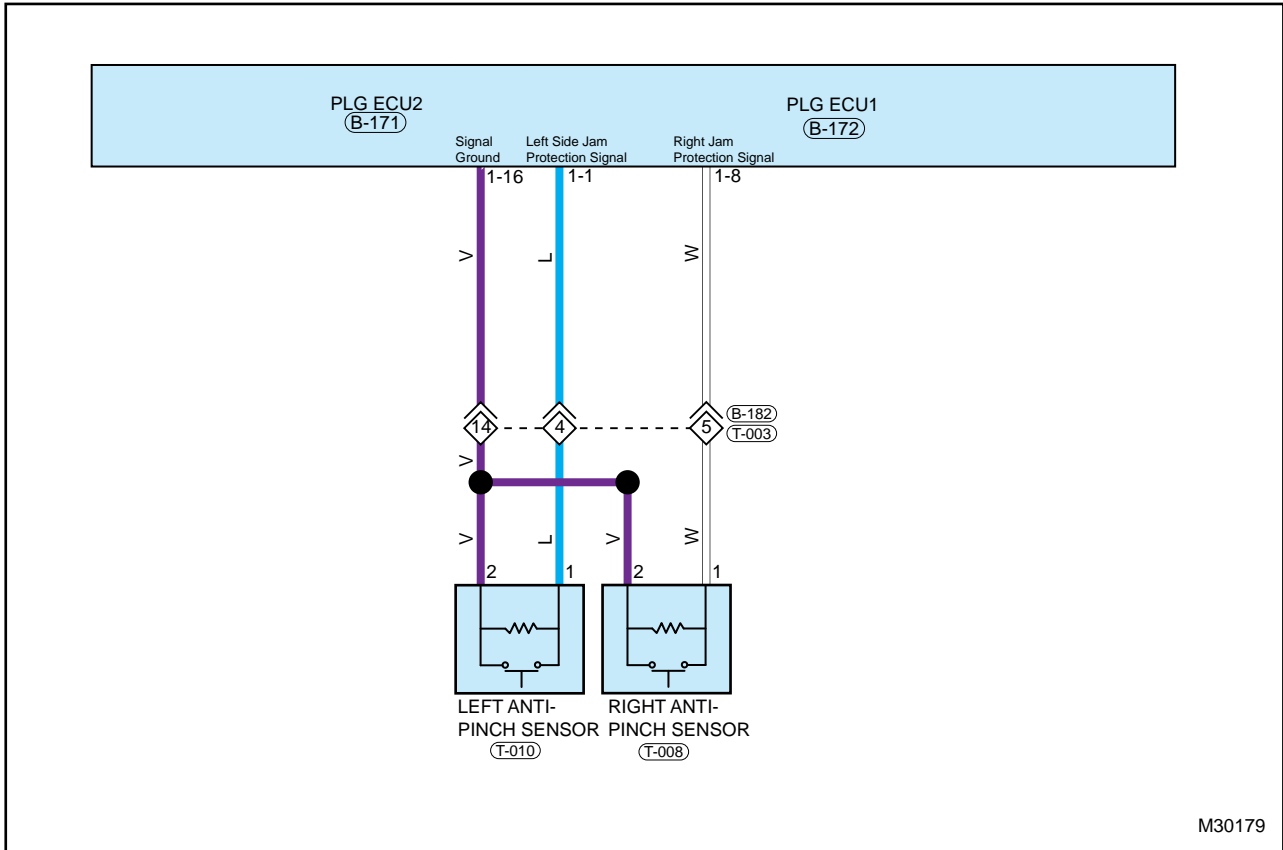 PLG ECU2
B-171
PLG ECU1
B-172
Signal
Ground
Left Side Jam
Protection Signal
Right Jam
Protection Signal
1-16
1-1
1-8
V
L
W
14
4
5
B-182
T-003
V
V
L
V
W
2
1
2
1
LEFT ANTI-
PINCH SENSOR
T-010
RIGHT ANTI-
PINCH SENSOR
T-008
M30179